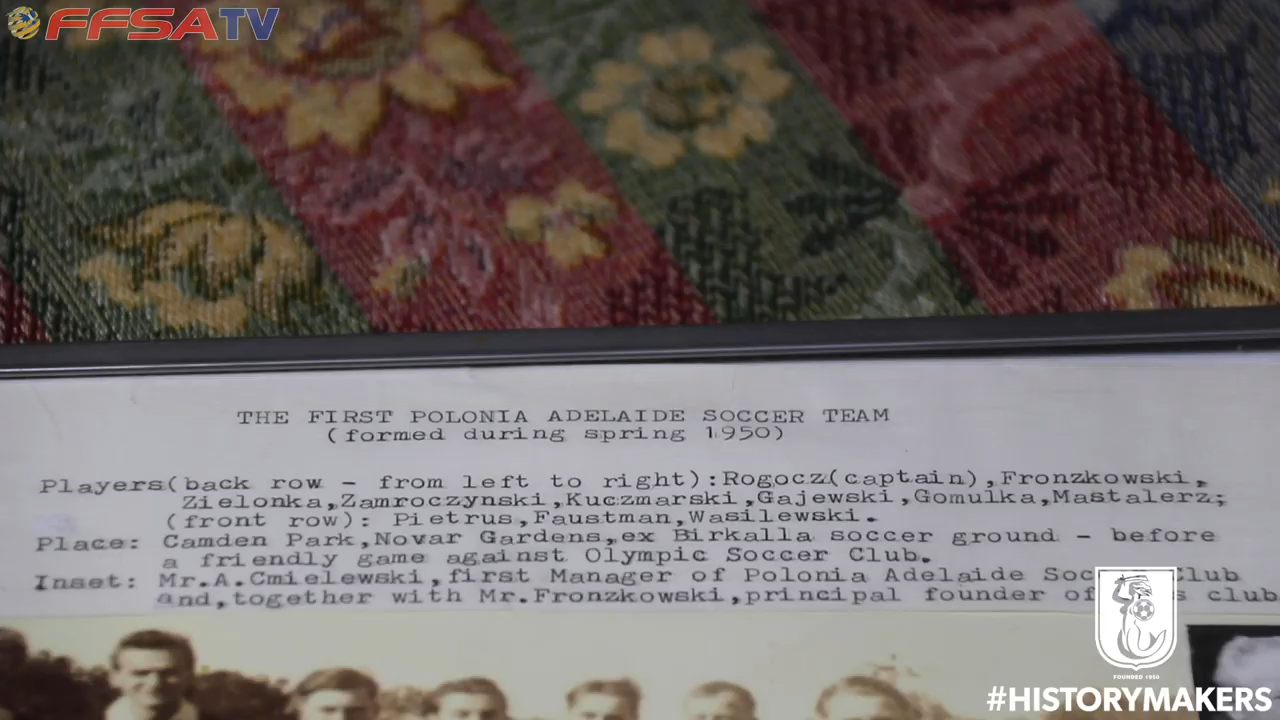 FFSATV
THE FIRST POLONIA ADELAIDE SOCCER TEAM
(formed during spring 1950)
Players(back row - from left to right):Rogocz(captain),Fronzkowski,
Zielonka,Zamroczynski,Kuczmarski,Gajewski,Gomulka,Mastalerz;
(front row): Pietrus,Faustman,Wasilewski.
Place: Camden Park,Novar Gardens,ex Birkalla soccer ground - before
a friendly game against Olympic Soccer Club.
Inset: Mr.A.Cmielewski,first Manager of Polonia Adelaide Club
and,together with Mr.Fronzkowski,principal founder of club
FOUNDED 1950
#HISTORYMAKERS